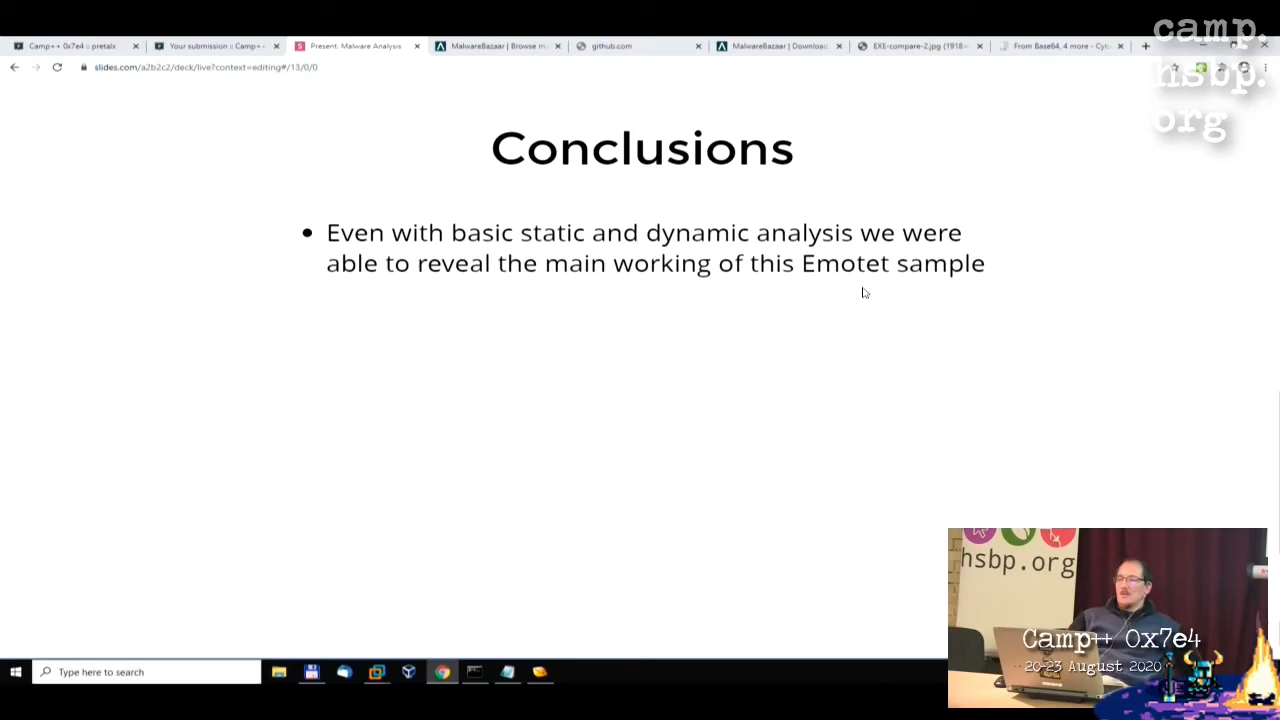 Camp++ 0x7e4 :: pretalx
Your submission :: Camp++
Present: Malware Analysis
MalwareBazaar | Browse m
github.com
MalwareBazaar | Download
EXE-compare-2.jpg (1918×
From Base64, 4 more - Cyb
slides.com/a2b2c2/deck/live?context=editing#/13/0/0
camp.
hsbp.
org
Conclusions
• Even with basic static and dynamic analysis we were
able to reveal the main working of this Emotet sample
hsbp.org
Camp++ 0x7e4
20-23 August 2020
Type here to search